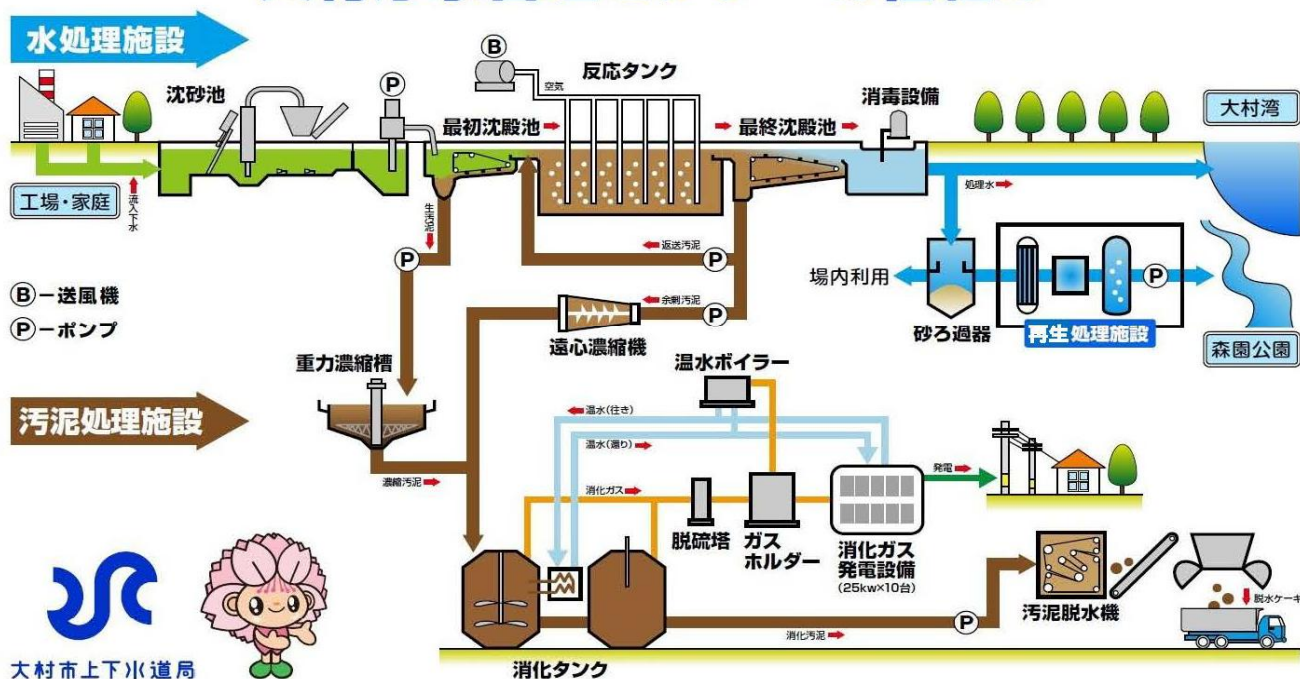 水処理施設
B
反応タンク
空気
沈砂池
P
消毒設備
大村湾
最初沈殿池
最終沈殿池
工場・家庭
流入下水
処理水
生汚泥
返送汚泥
P
P
場内利用
P
B－送風機
P－ポンプ
余剰汚泥
P
砂ろ過器
再生処理施設
遠心濃縮機
森園公園
重力濃縮槽
温水ボイラー
汚泥処理施設
温水(往き)
温水(還り)
発電
濃縮汚泥
消化ガス
脱硫塔
ガス
ホルダー
消化ガス
発電設備
(25kw×10台)
汚泥脱水機
脱水ケーキ
P
消化汚泥
大村市上下水道局
消化タンク